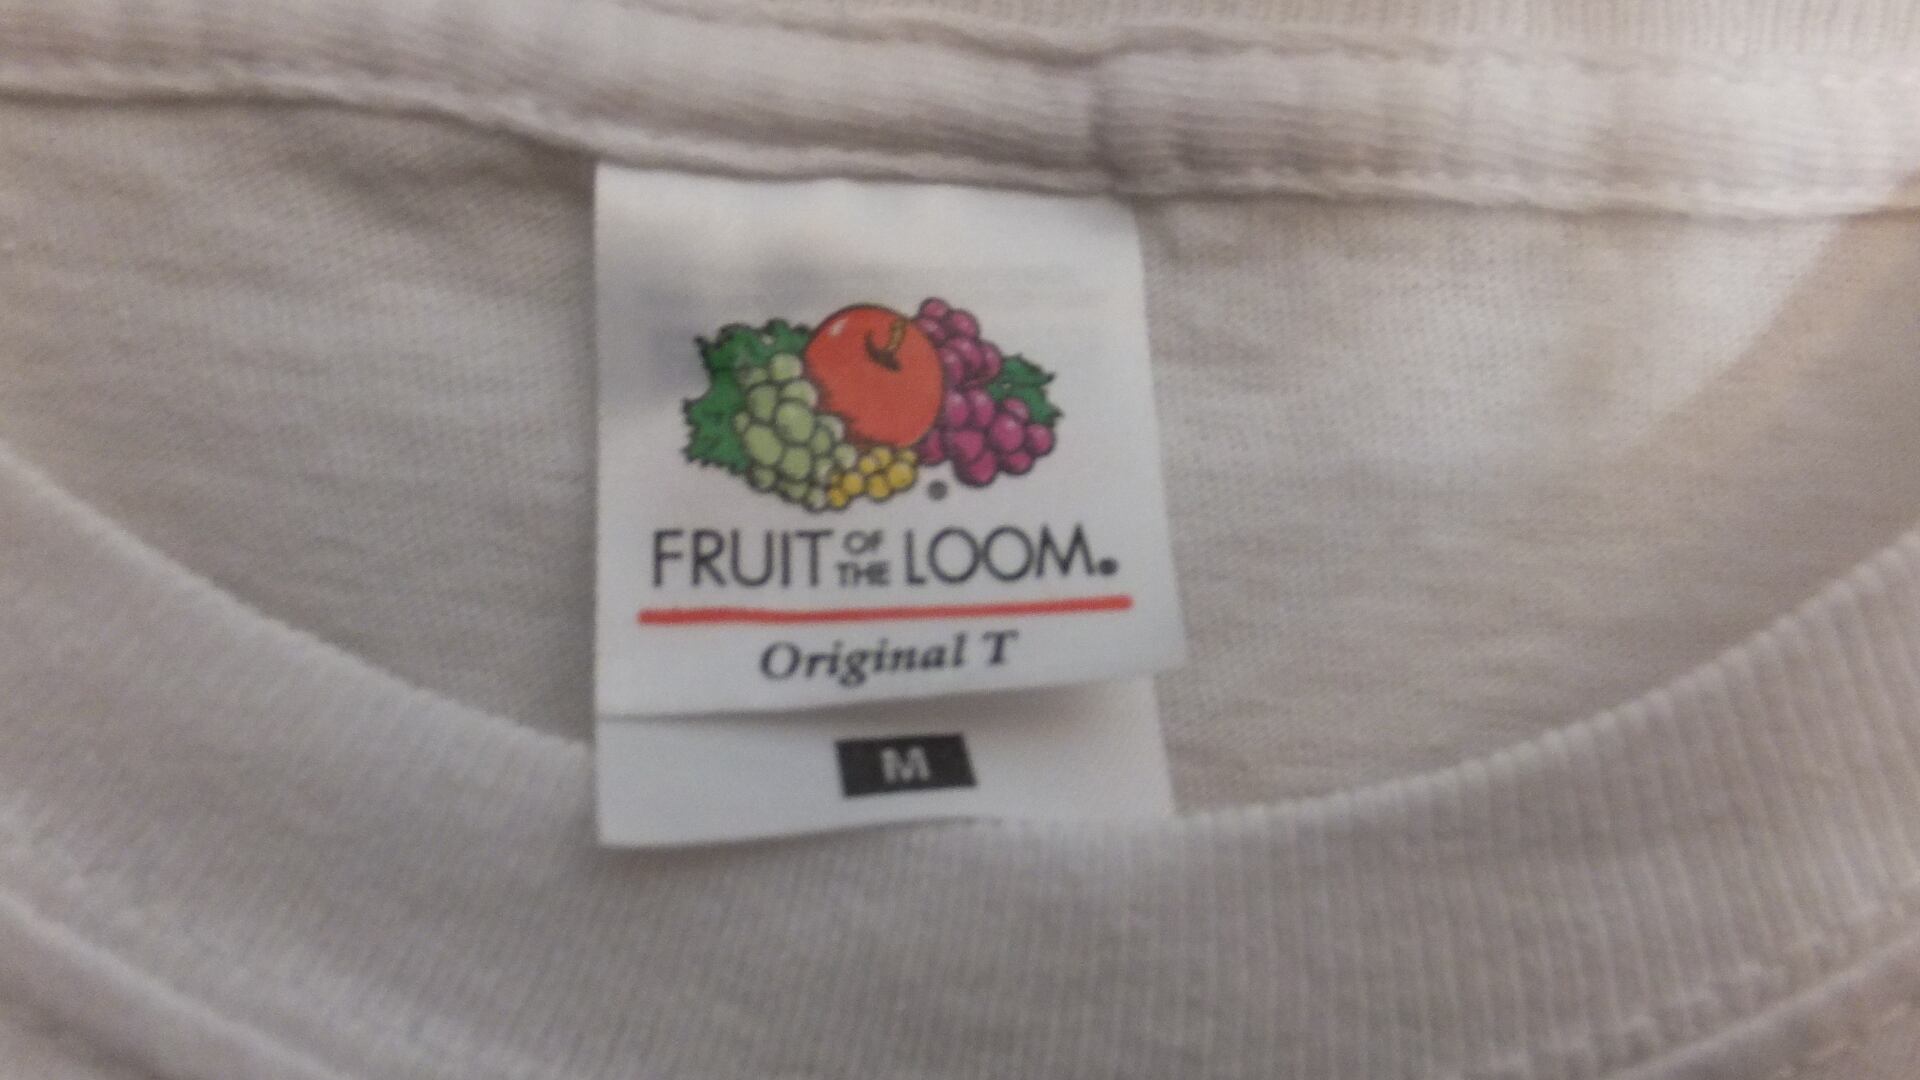 FRUIT OF THE LOOM®
Original T
M